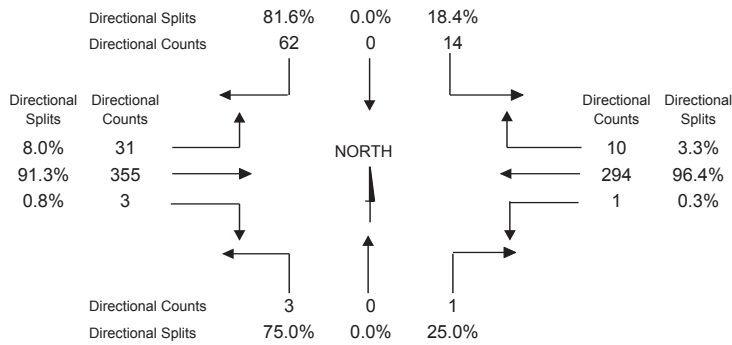 Directional Splits 81.6% 0.0% 18.4%
Directional Counts 62 0 14
Directional Splits Directional Counts
8.0% 31
91.3% 355
0.8% 3
NORTH
Directional Counts Directional Splits
10 3.3%
294 96.4%
1 0.3%
Directional Counts 3 0 1
Directional Splits 75.0% 0.0% 25.0%